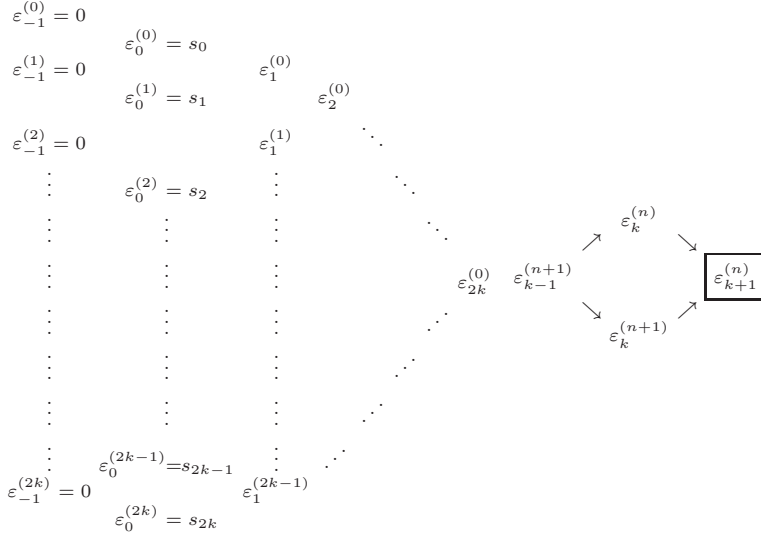 ε_{-1}^{(0)} = 0
ε_0^{(0)} = s_0
ε_{-1}^{(1)} = 0 ε_1^{(0)}
ε_0^{(1)} = s_1 ε_2^{(0)}
ε_{-1}^{(2)} = 0 ε_1^{(1)}
ε_0^{(2)} = s_2
ε_k^{(n)}
ε_{2k}^{(0)} ε_{k-1}^{(n+1)} ε_{k+1}^{(n)}
ε_k^{(n+1)}
ε_0^{(2k-1)}=s_{2k-1}
ε_{-1}^{(2k)} = 0 ε_1^{(2k-1)}
ε_0^{(2k)} = s_{2k}